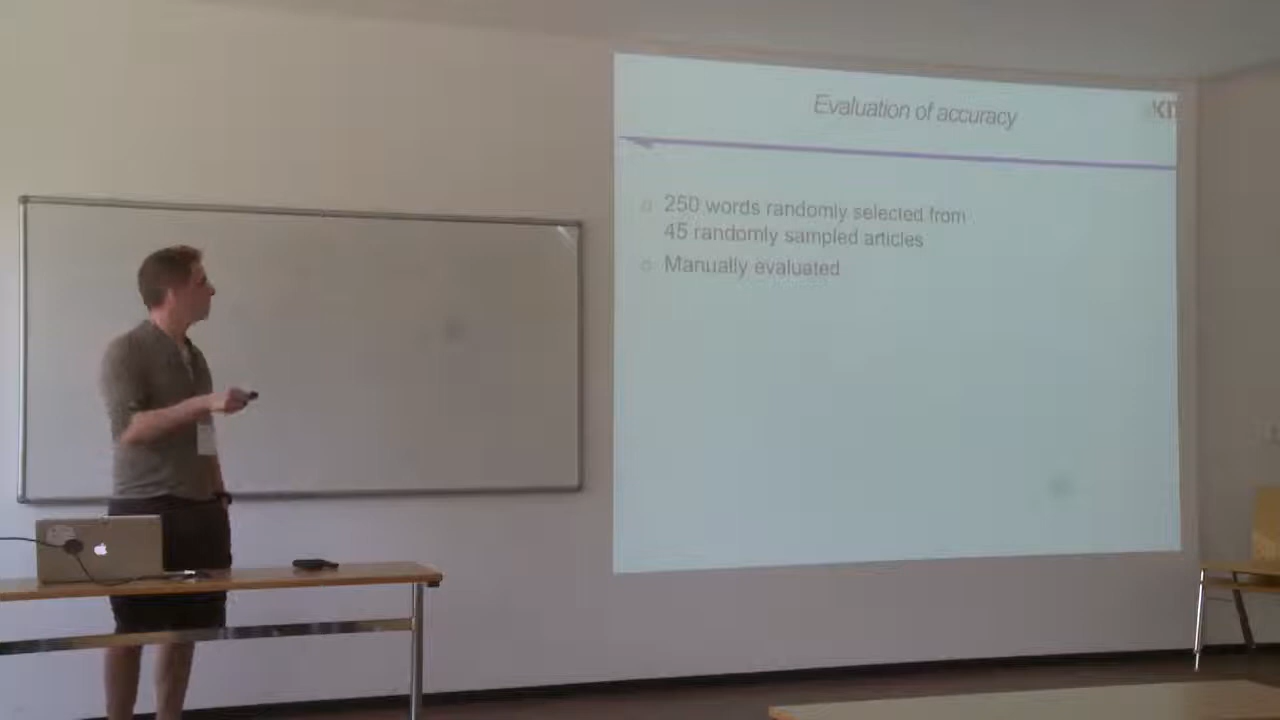 Evaluation of accuracy
250 words randomly selected from
45 randomly sampled articles
Manually evaluated